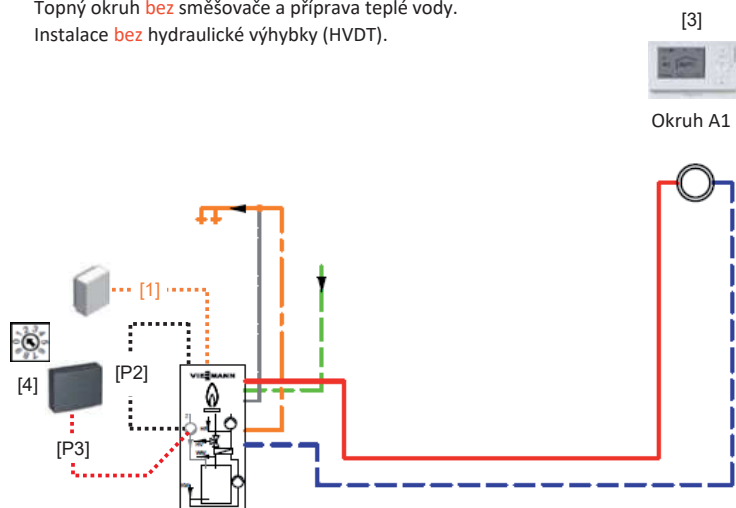 Topný okruh bez směšovače a příprava teplé vody.
Instalace bez hydraulické výhybky (HVDT).
[3]
Okruh A1
[1]
[4]
[P2]
[P3]
VIESMANN